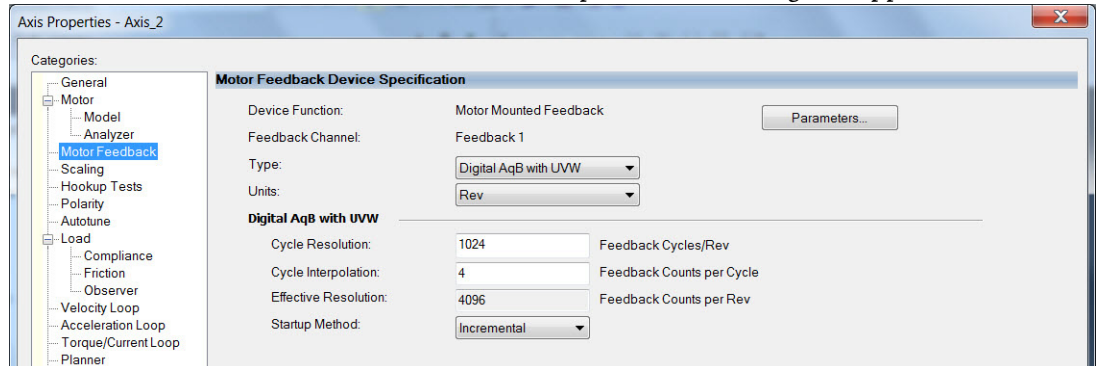 Axis Properties - Axis_2
X
Categories:
General
Motor
Model
Analyzer
Motor Feedback
Scaling
Hookup Tests
Polarity
Autotune
Load
Compliance
Friction
Observer
Velocity Loop
Acceleration Loop
Torque/Current Loop
Planner
Motor Feedback Device Specification
Device Function: Motor Mounted Feedback Parameters...
Feedback Channel: Feedback 1
Type: Digital AqB with UVW
Units: Rev
Digital AqB with UVW
Cycle Resolution: 1024 Feedback Cycles/Rev
Cycle Interpolation: 4 Feedback Counts per Cycle
Effective Resolution: 4096 Feedback Counts per Rev
Startup Method: Incremental